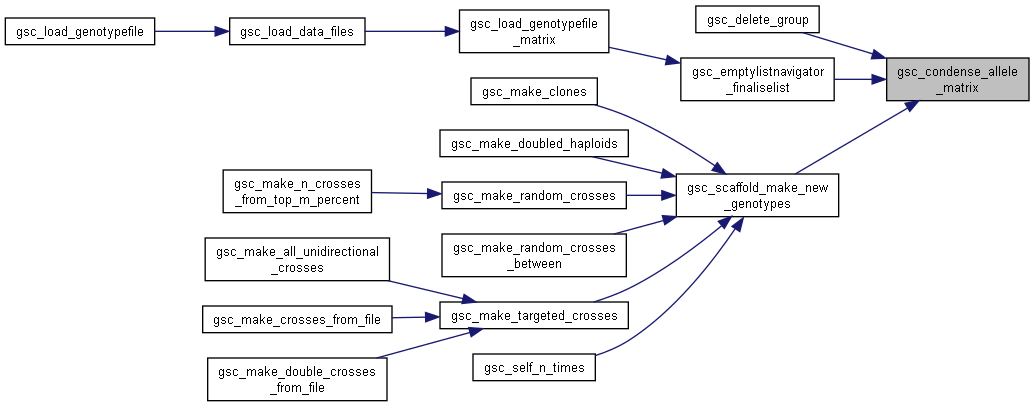 gsc_load_genotypefile
gsc_load_data_files
gsc_load_genotypefile
_matrix
gsc_delete_group
gsc_emptylistnavigator
_finaliselist
gsc_condense_allele
_matrix
gsc_make_clones
gsc_make_doubled_haploids
gsc_make_n_crosses
_from_top_m_percent
gsc_make_random_crosses
gsc_scaffold_make_new
_genotypes
gsc_make_random_crosses
_between
gsc_make_all_unidirectional
_crosses
gsc_make_crosses_from_file
gsc_make_targeted_crosses
gsc_make_double_crosses
_from_file
gsc_self_n_times